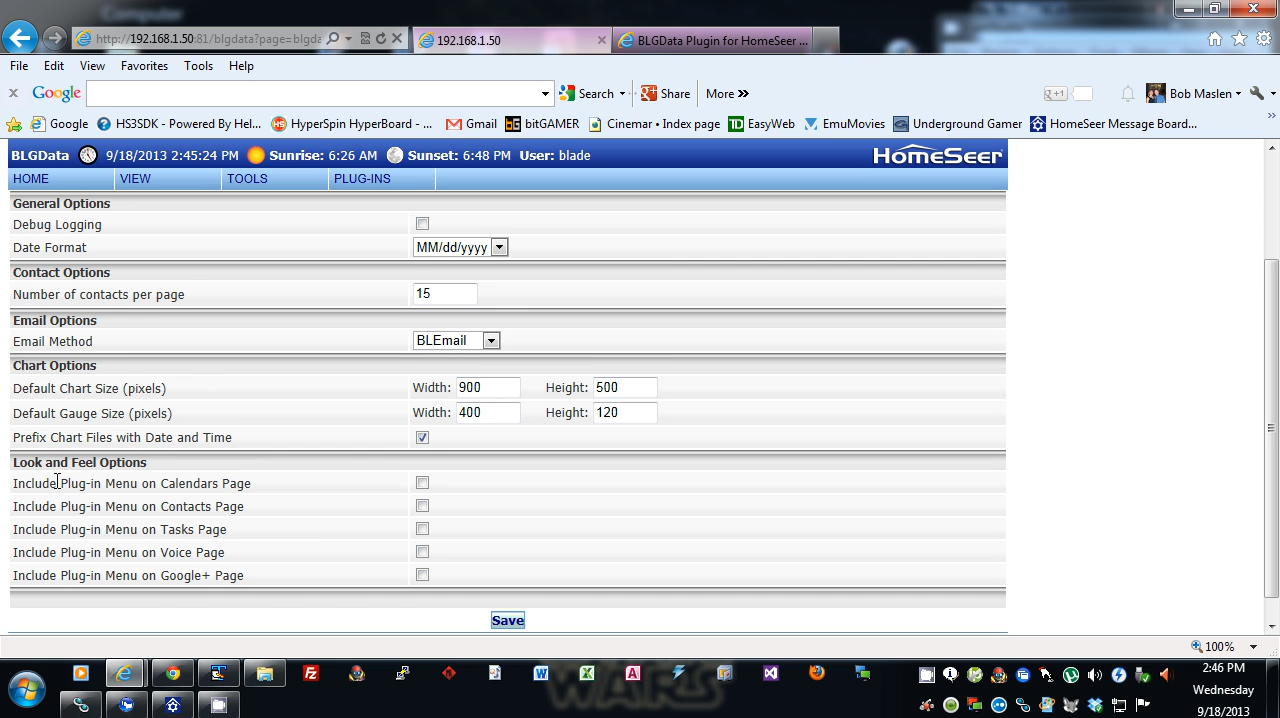 Computer
http://192.168.1.50:81/blgdata?page=blgda
192.168.1.50
BLGData Plugin for HomeSeer ...
File Edit View Favorites Tools Help
Google Search Share More Bob Maslen
Google HS3SDK - Powered By Hel... HyperSpin HyperBoard - ... Gmail bitGAMER Cinemar • Index page EasyWeb EmuMovies Underground Gamer HomeSeer Message Board...
BLGData 9/18/2013 2:45:24 PM Sunrise: 6:26 AM Sunset: 6:48 PM User: blade HomeSeer
HOME VIEW TOOLS PLUG-INS
General Options
Debug Logging
Date Format MM/dd/yyyy
Contact Options
Number of contacts per page 15
Email Options
Email Method BLEmail
Chart Options
Default Chart Size (pixels) Width: 900 Height: 500
Default Gauge Size (pixels) Width: 400 Height: 120
Prefix Chart Files with Date and Time
Look and Feel Options
Include Plug-in Menu on Calendars Page
Include Plug-in Menu on Contacts Page
Include Plug-in Menu on Tasks Page
Include Plug-in Menu on Voice Page
Include Plug-in Menu on Google+ Page
Save
100%
WARS
2:46 PM
Wednesday
9/18/2013